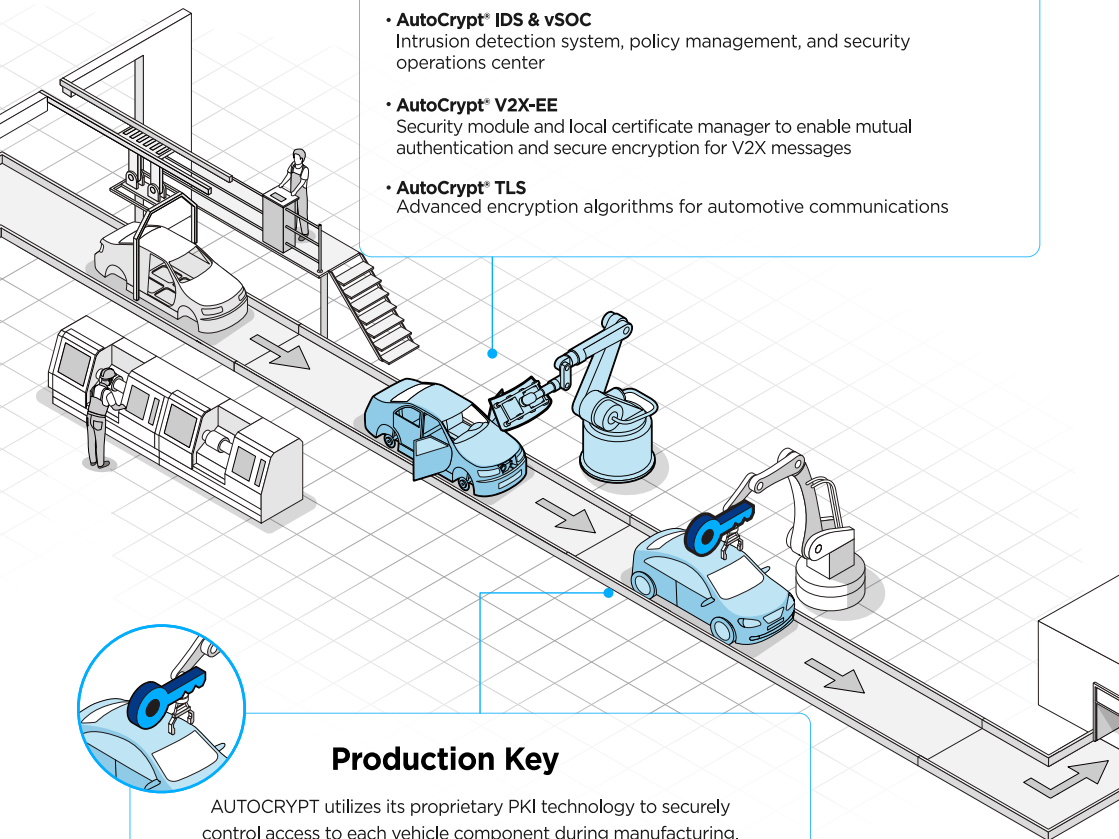 • AutoCrypt® IDS & vSOC
Intrusion detection system, policy management, and security
operations center
• AutoCrypt® V2X-EE
Security module and local certificate manager to enable mutual
authentication and secure encryption for V2X messages
• AutoCrypt® TLS
Advanced encryption algorithms for automotive communications
Production Key
AUTOCRYPT utilizes its proprietary PKI technology to securely
control access to each vehicle component during manufacturing.